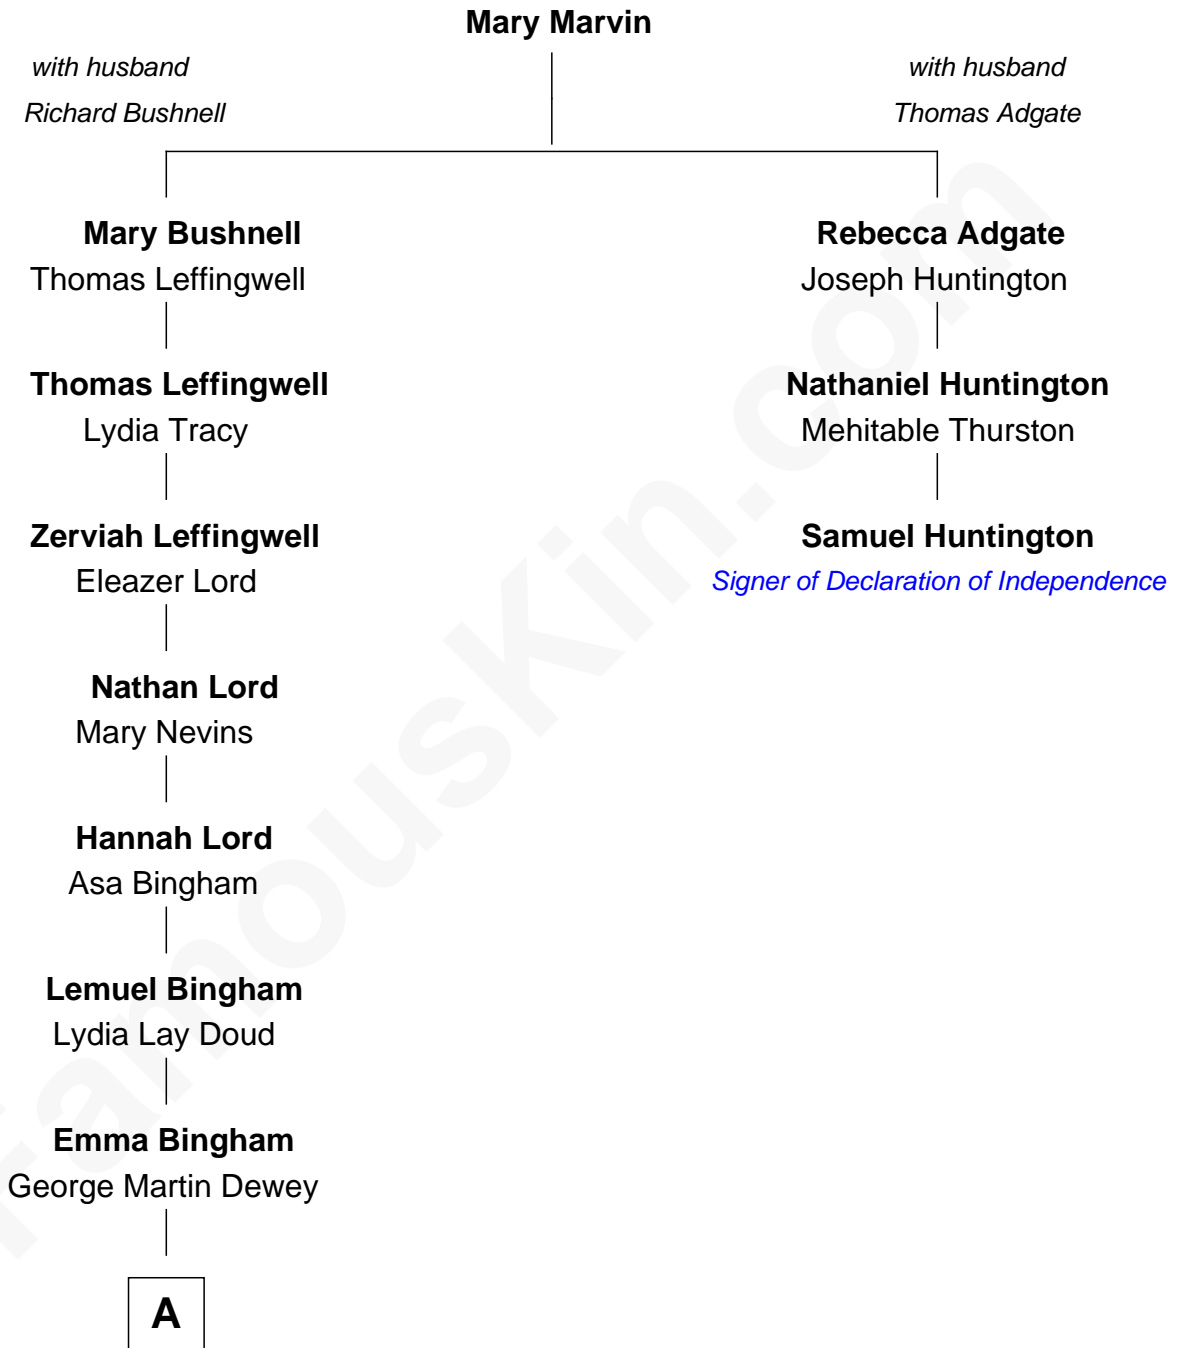 Mary Marvin
with husband
Richard Bushnell
with husband
Thomas Adgate
Mary Bushnell
Thomas Leffingwell
Rebecca Adgate
Joseph Huntington
Thomas Leffingwell
Lydia Tracy
Nathaniel Huntington
Mehitable Thurston
Zerviah Leffingwell
Eleazer Lord
Samuel Huntington
Signer of Declaration of Independence
Nathan Lord
Mary Nevins
Hannah Lord
Asa Bingham
Lemuel Bingham
Lydia Lay Doud
Emma Bingham
George Martin Dewey
A
FamousKin.com